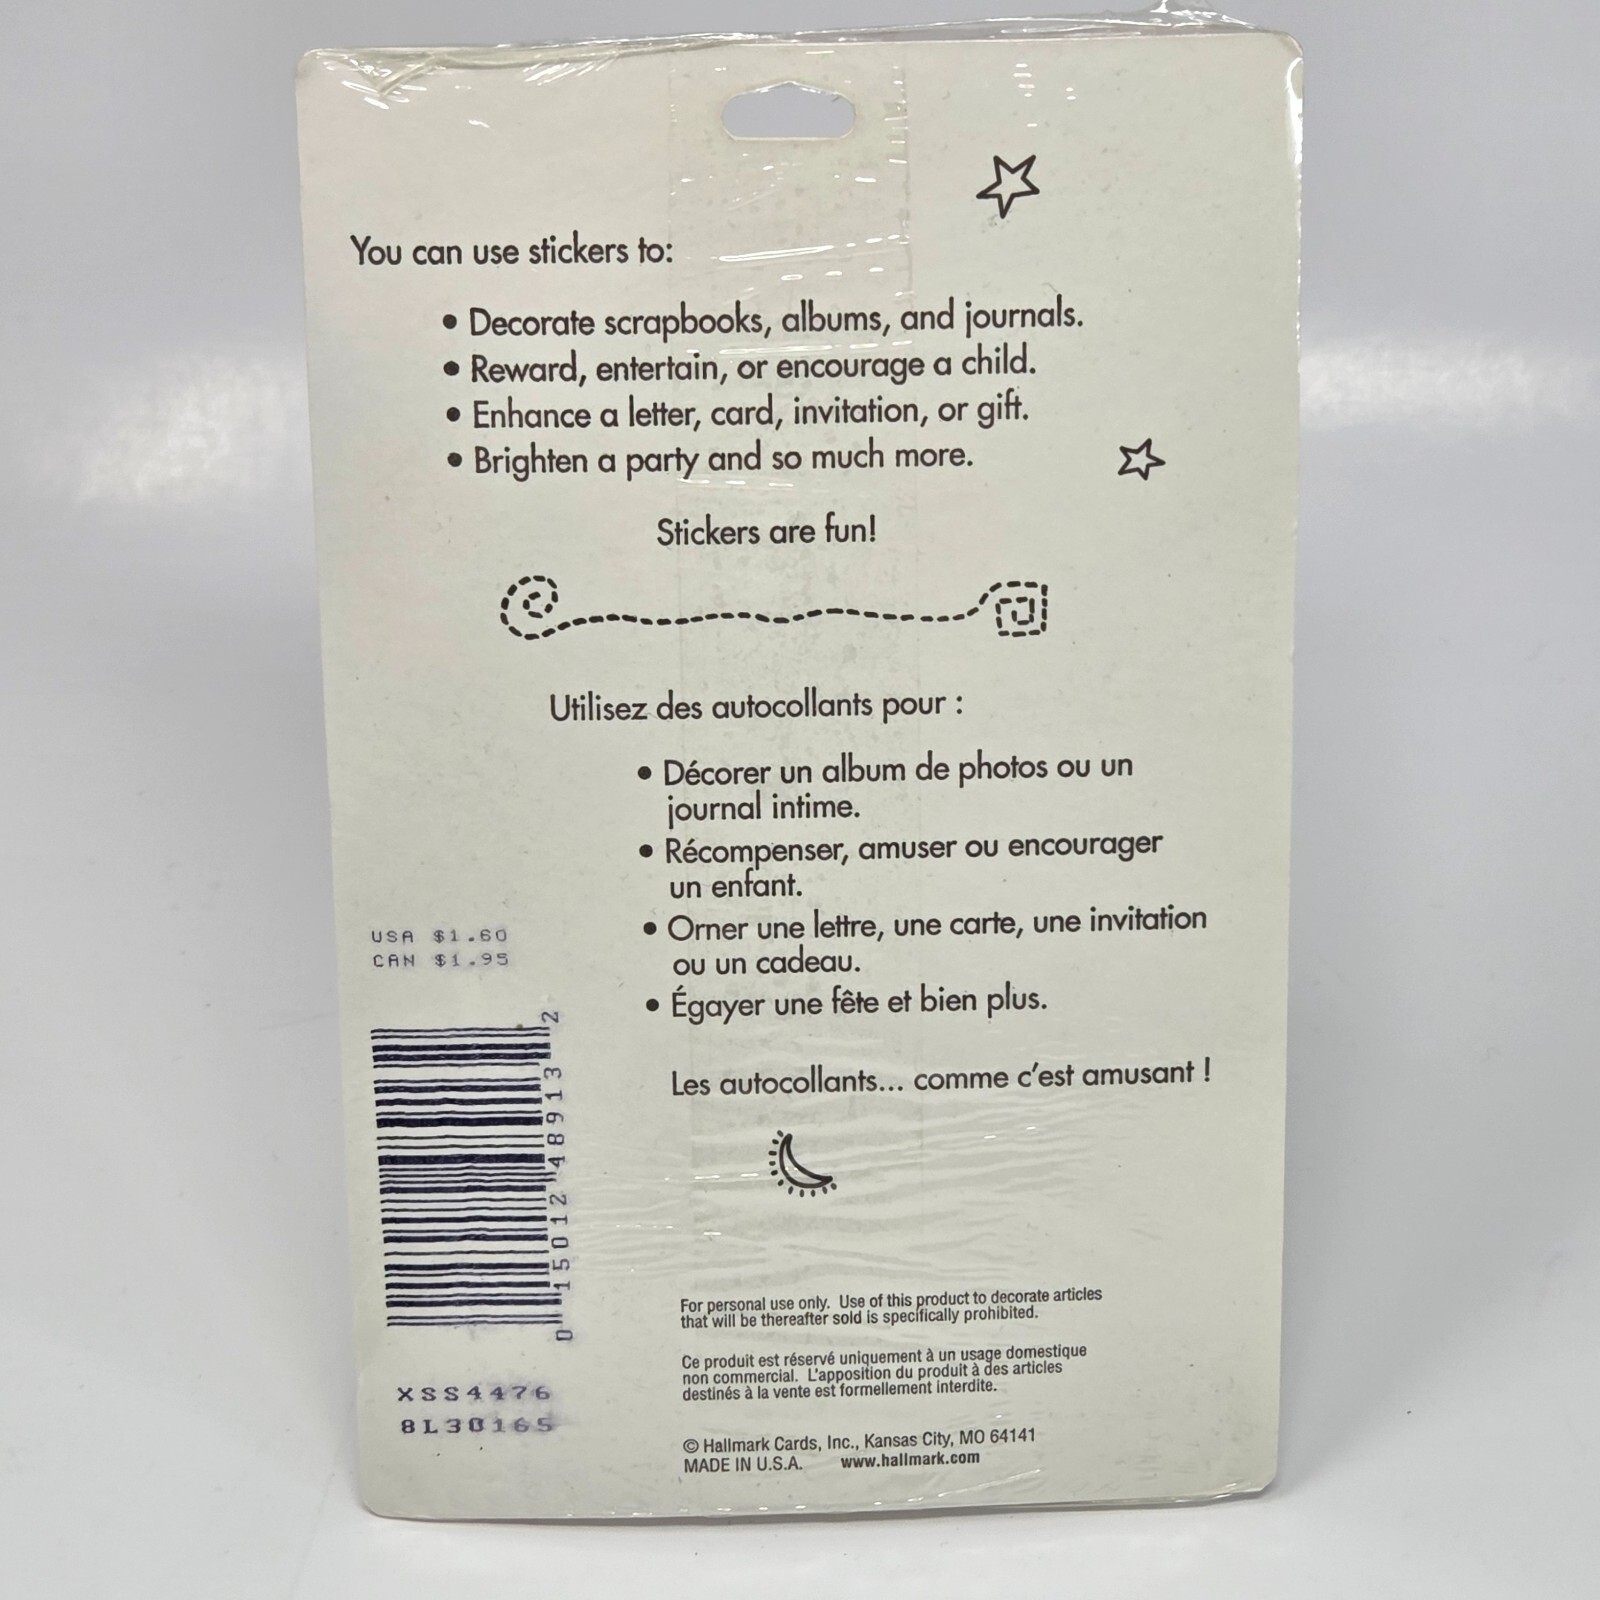 You can use stickers to:
• Decorate scrapbooks, albums, and journals.
• Reward, entertain, or encourage a child.
• Enhance a letter, card, invitation, or gift.
• Brighten a party and so much more.
Stickers are fun!
Utilisez des autocollants pour :
• Décorer un album de photos ou un
journal intime.
• Récompenser, amuser ou encourager
un enfant.
• Orner une lettre, une carte, une invitation
ou un cadeau.
• Égayer une fête et bien plus.
Les autocollants... comme c'est amusant !
USA $1.60
CAN $1.95
0 15012 48913 2
XSS4476
8L30165
For personal use only. Use of this product to decorate articles
that will be thereafter sold is specifically prohibited.
Ce produit est réservé uniquement à un usage domestique
non commercial. L'apposition du produit à des articles
destinés à la vente est formellement interdite.
© Hallmark Cards, Inc., Kansas City, MO 64141
MADE IN U.S.A. www.hallmark.com